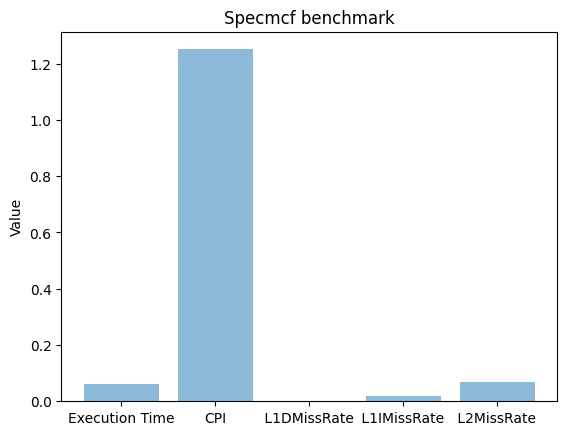 Specmcf benchmark
Value
1.2
1.0
0.8
0.6
0.4
0.2
0.0
Execution Time CPI L1DMissRate L1IMissRate L2MissRate